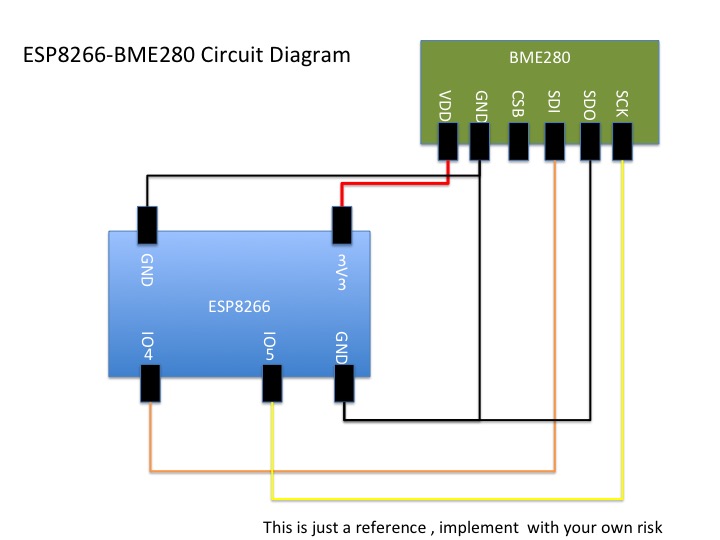 ESP8266-BME280 Circuit Diagram
BME280
VDD
GND
CSB
SDI
SDO
SCK
GND
3V3
ESP8266
IO4
IO5
GND
This is just a reference , implement  with your own risk